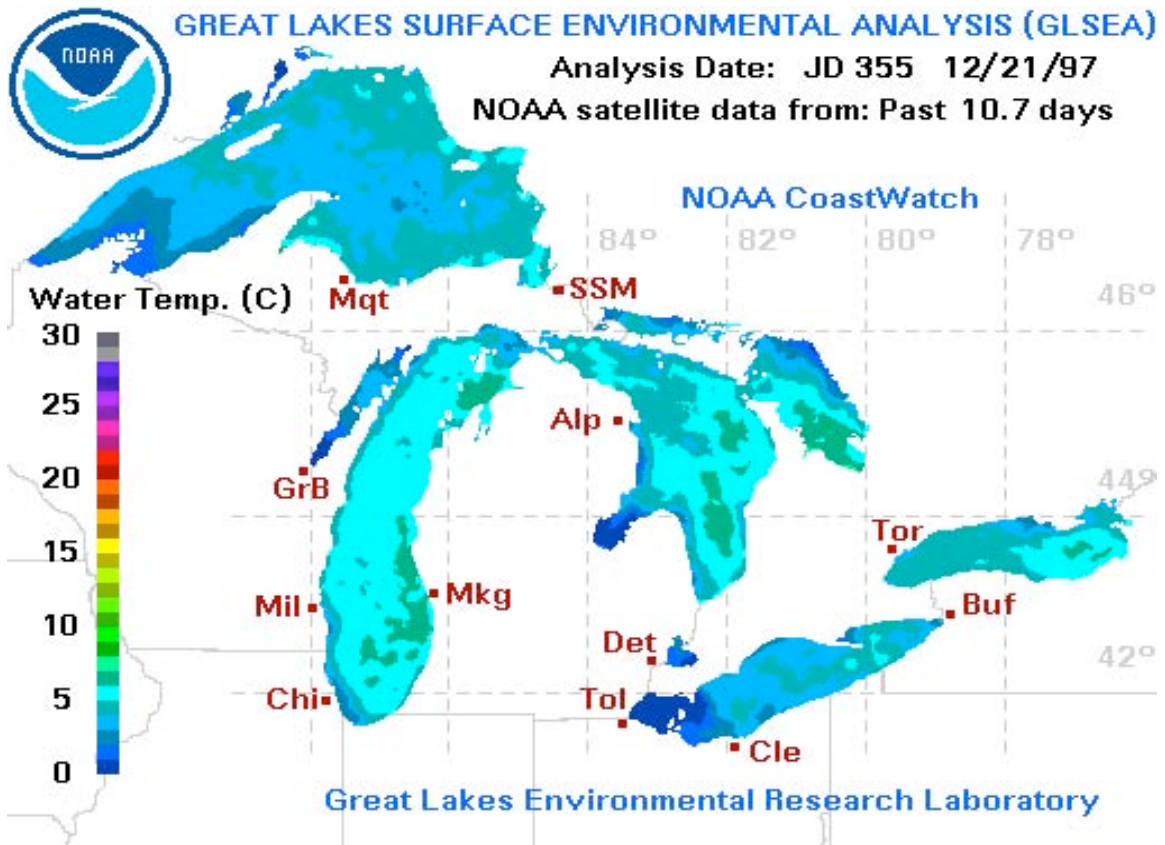 GREAT LAKES SURFACE ENVIRONMENTAL ANALYSIS (GLSEA)
NOAA
Analysis Date: JD 355 12/21/97
NOAA satellite data from: Past 10.7 days
NOAA CoastWatch
84° 82° 80° 78°
Water Temp. (C)
Mqt
SSM
46°
30
25
20
15
10
5
0
Alp
GrB
44°
Tor
Mil
Mkg
Buf
Det
42°
Chi
Tol
Cle
Great Lakes Environmental Research Laboratory